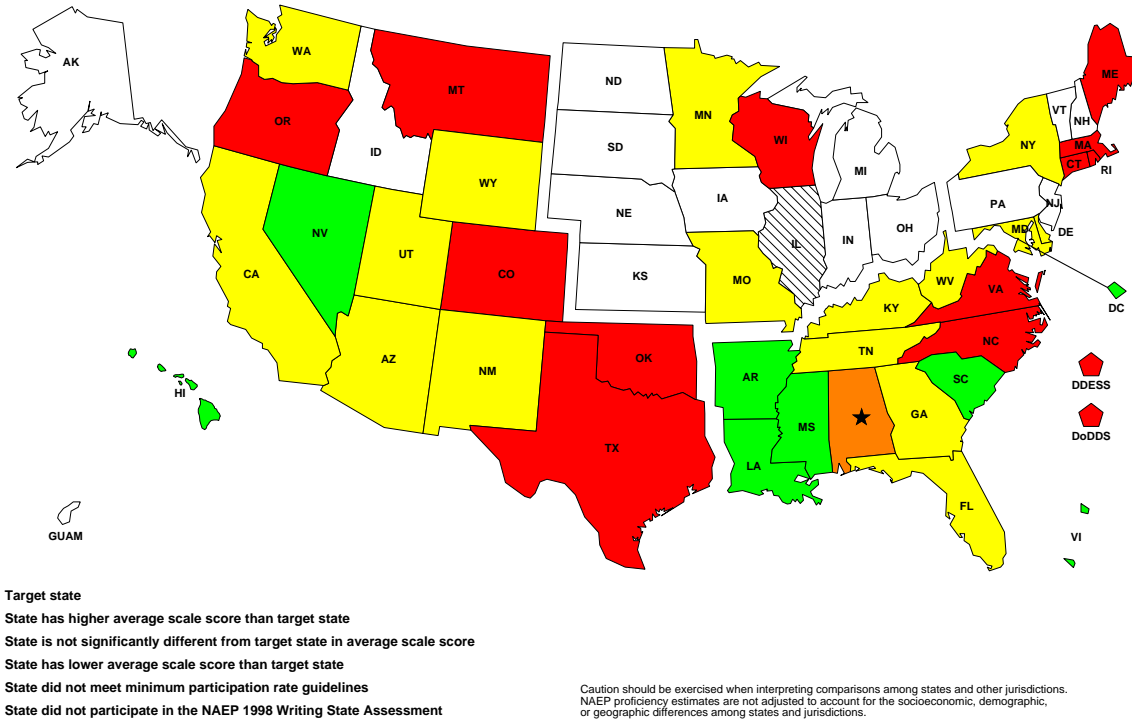 AK
WA
MT
ND
MN
ME
VT
NH
OR
ID
SD
WI
NY
MA
CT
RI
WY
MI
IA
PA
NJ
NE
NV
UT
CO
IL
IN
OH
MD
DE
CA
KS
MO
WV
VA
DC
KY
AZ
NM
OK
AR
TN
NC
SC
DDESS
HI
TX
MS
GA
DoDDS
LA
FL
GUAM
VI
Target state
State has higher average scale score than target state
State is not significantly different from target state in average scale score
State has lower average scale score than target state
State did not meet minimum participation rate guidelines
State did not participate in the NAEP 1998 Writing State Assessment
Caution should be exercised when interpreting comparisons among states and other jurisdictions.
NAEP proficiency estimates are not adjusted to account for the socioeconomic, demographic,
or geographic differences among states and jurisdictions.